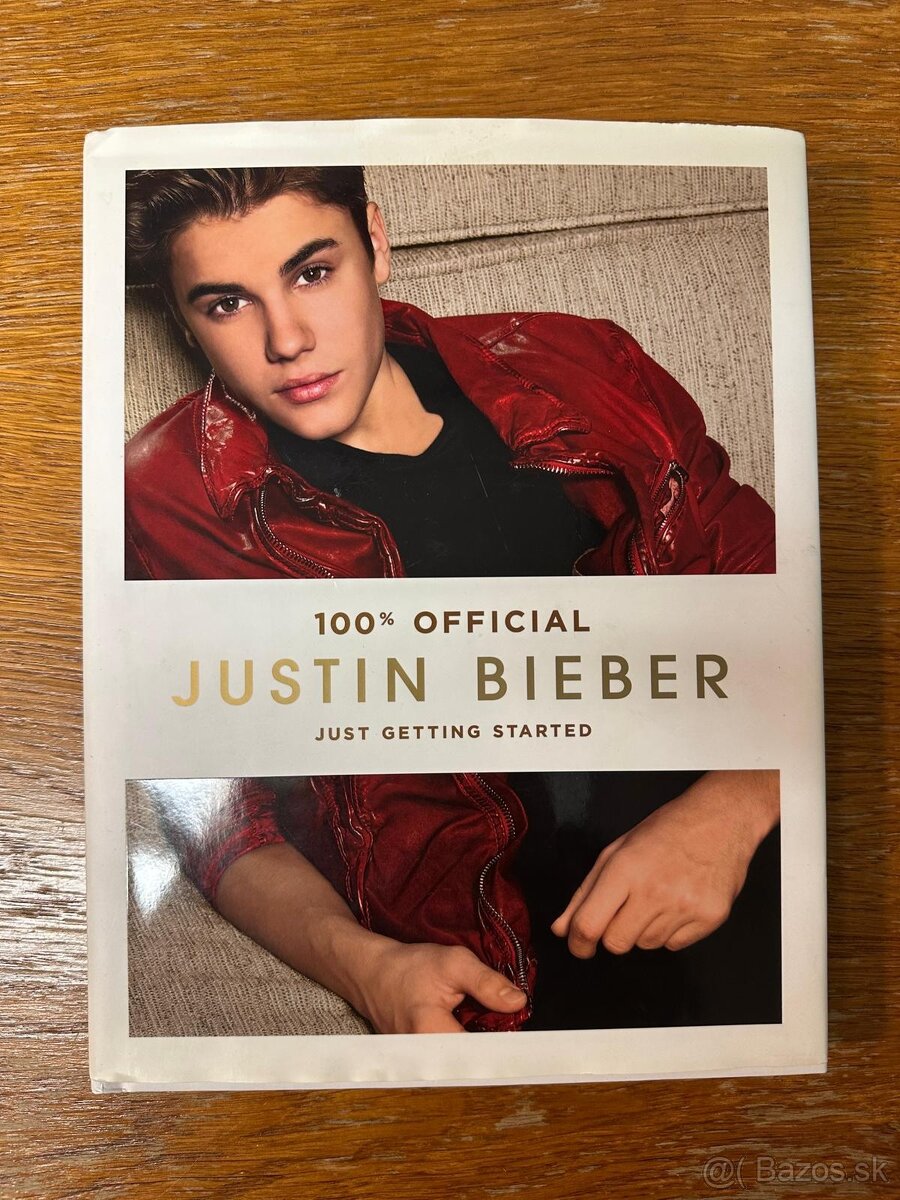 100% OFFICIAL
JUSTIN BIEBER
JUST GETTING STARTED
@( Bazos.sk